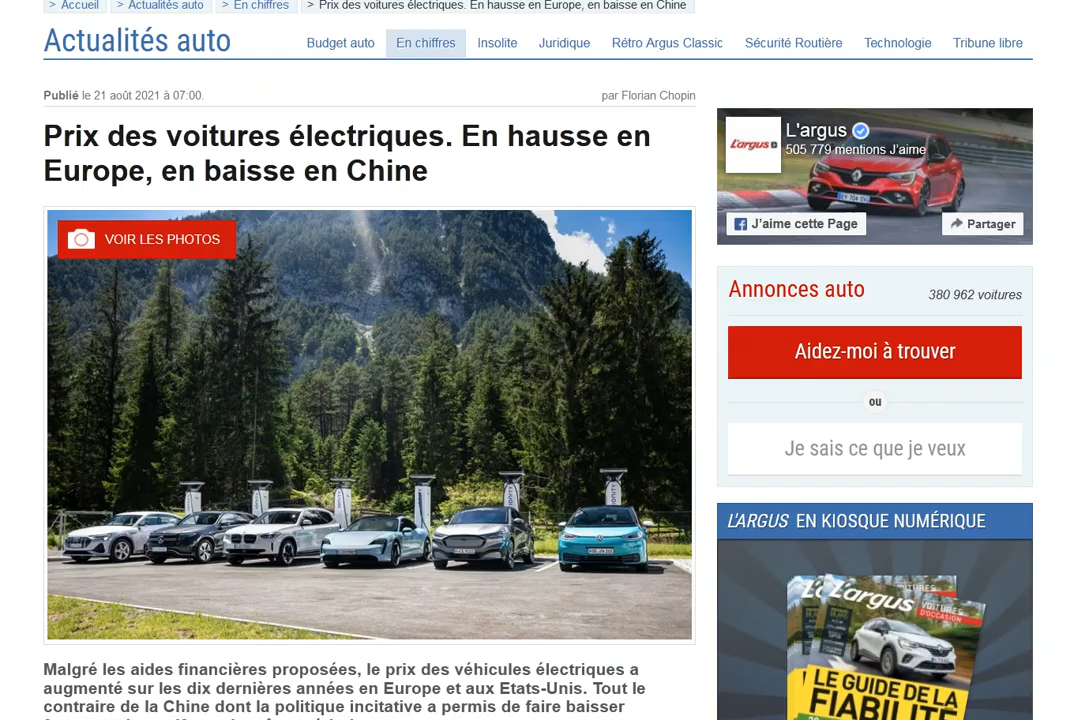 > Accueil > Actualités auto > En chiffres > Prix des voitures électriques. En hausse en Europe, en baisse en Chine
Actualités auto
Budget auto En chiffres Insolite Juridique Rétro Argus Classic Sécurité Routière Technologie Tribune libre
Publié le 21 août 2021 à 07:00. par Florian Chopin
Prix des voitures électriques. En hausse en
Europe, en baisse en Chine
VOIR LES PHOTOS
IONITY
IONITY
Malgré les aides financières proposées, le prix des véhicules électriques a
augmenté sur les dix dernières années en Europe et aux Etats-Unis. Tout le
contraire de la Chine dont la politique incitative a permis de faire baisser
L'argus
L'argus
505 779 mentions J'aime
J'aime cette Page Partager
Annonces auto 380 962 voitures
Aidez-moi à trouver
ou
Je sais ce que je veux
L'ARGUS EN KIOSQUE NUMÉRIQUE
L'argus
VOITURES
D'OCCASION
LE GUIDE DE LA
FIABILITÉ